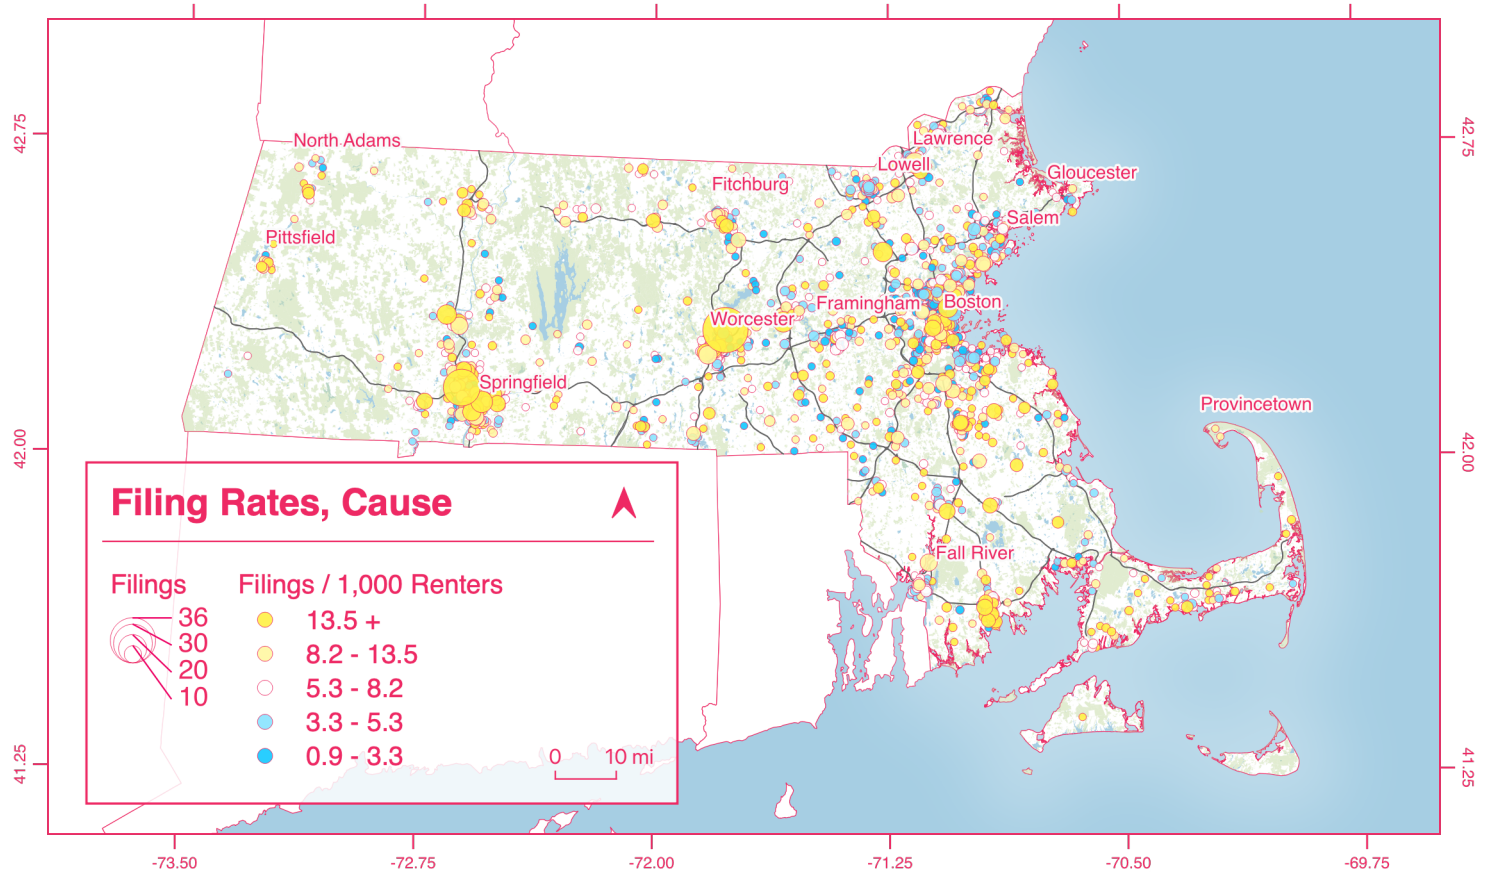 42.75
42.00
41.25
42.75
42.00
41.25
North Adams
Lawrence
Lowell
Gloucester
Fitchburg
Salem
Pittsfield
Framingham
Boston
Worcester
Springfield
Provincetown
Fall River
Filing Rates, Cause
Filings
36
30
20
10
Filings / 1,000 Renters
13.5 +
8.2 - 13.5
5.3 - 8.2
3.3 - 5.3
0.9 - 3.3
0 10 mi
-73.50 -72.75 -72.00 -71.25 -70.50 -69.75